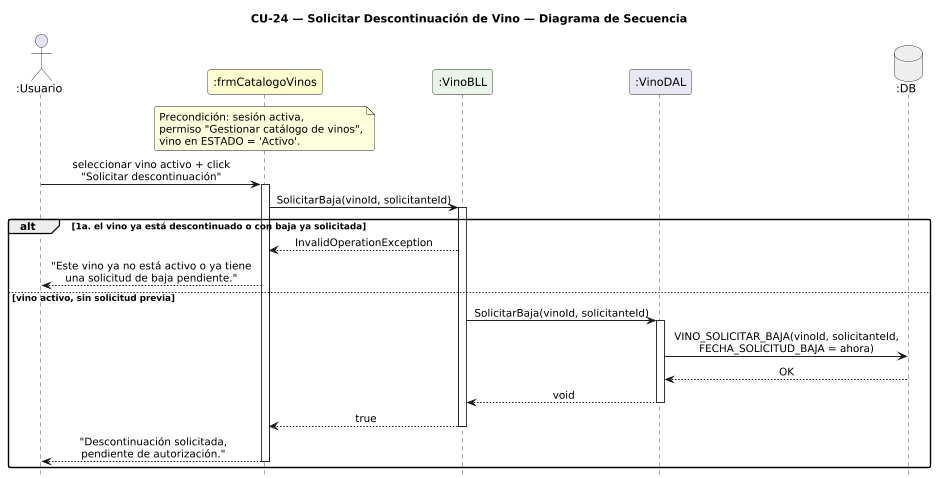 CU-24 — Solicitar Descontinuación de Vino — Diagrama de Secuencia
:Usuario
:frmCatalogoVinos
:VinoBLL
:VinoDAL
:DB
Precondición: sesión activa,
permiso "Gestionar catálogo de vinos",
vino en ESTADO = 'Activo'.
seleccionar vino activo + click
"Solicitar descontinuación"
SolicitarBaja(vinoId, solicitanteId)
alt
[1a. el vino ya está descontinuado o con baja ya solicitada]
InvalidOperationException
"Este vino ya no está activo o ya tiene
una solicitud de baja pendiente."
[vino activo, sin solicitud previa]
SolicitarBaja(vinoId, solicitanteId)
VINO_SOLICITAR_BAJA(vinoId, solicitanteId,
FECHA_SOLICITUD_BAJA = ahora)
OK
void
true
"Descontinuación solicitada,
pendiente de autorización."